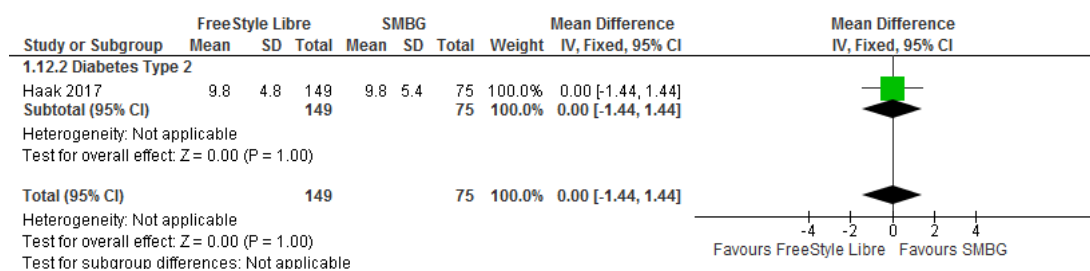 FreeStyle Libre SMBG Mean Difference Mean Difference
Study or Subgroup Mean SD Total Mean SD Total Weight IV, Fixed, 95% CI IV, Fixed, 95% CI
1.12.2 Diabetes Type 2
Haak 2017 9.8 4.8 149 9.8 5.4 75 100.0% 0.00 [-1.44, 1.44]
Subtotal (95% CI) 149 75 100.0% 0.00 [-1.44, 1.44]
Heterogeneity: Not applicable
Test for overall effect: Z = 0.00 (P = 1.00)
Total (95% CI) 149 75 100.0% 0.00 [-1.44, 1.44]
Heterogeneity: Not applicable
Test for overall effect: Z = 0.00 (P = 1.00)
Test for subgroup differences: Not applicable
-4 -2 0 2 4
Favours FreeStyle Libre Favours SMBG